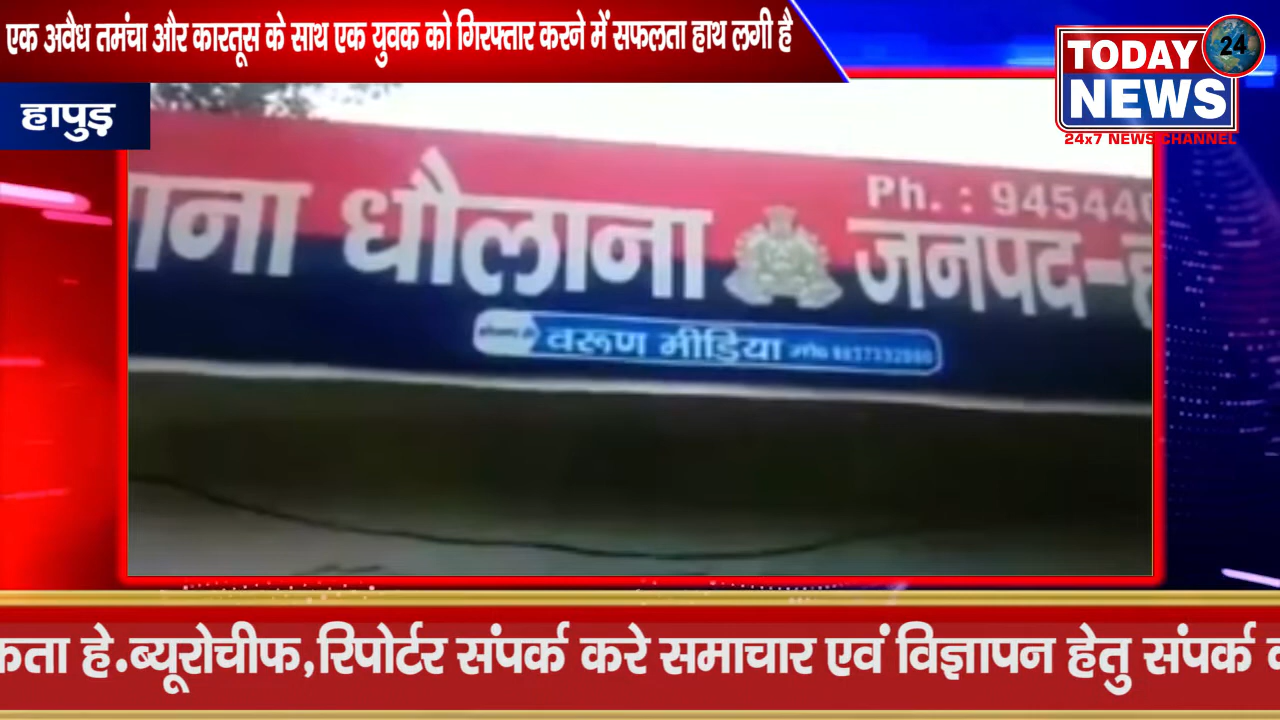 एक अवैध तमंचा और कारतूस के साथ एक युवक को गिरफ्तार करने में सफलता हाथ लगी है
TODAY 24
NEWS
24x7 NEWS CHANNEL
हापुड़
Ph. : 94544
ाना धौलाना जनपद-ह
वरूण मीडिया
कता हे.ब्यूरोचीफ,रिपोर्टर संपर्क करे समाचार एवं विज्ञापन हेतु संपर्क